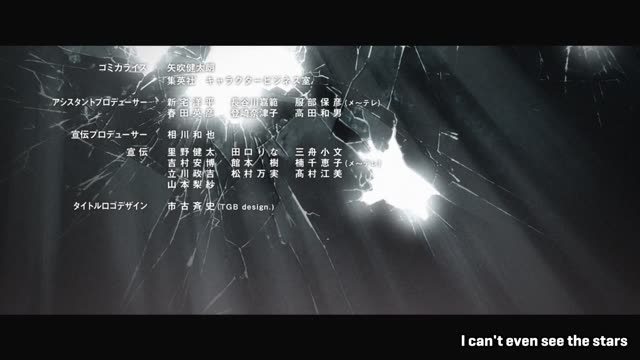 コミカライズ 矢吹健太朗
集英社 キャラクタービジネス室
アシスタントプロデューサー 新宅洋平 長谷川嘉範 服部保彦(メ〜テレ)
春田英彦 登崎奈津子 高田和男
宣伝プロデューサー 相川和也
宣伝 里野健太 田口りな 三舟小文
吉村安博 館本樹 楠千恵子(メ〜テレ)
立川政吉 松村万実 髙村江美
山本梨紗
タイトルロゴデザイン 市古斉史(TGB design.)
I can't even see the stars